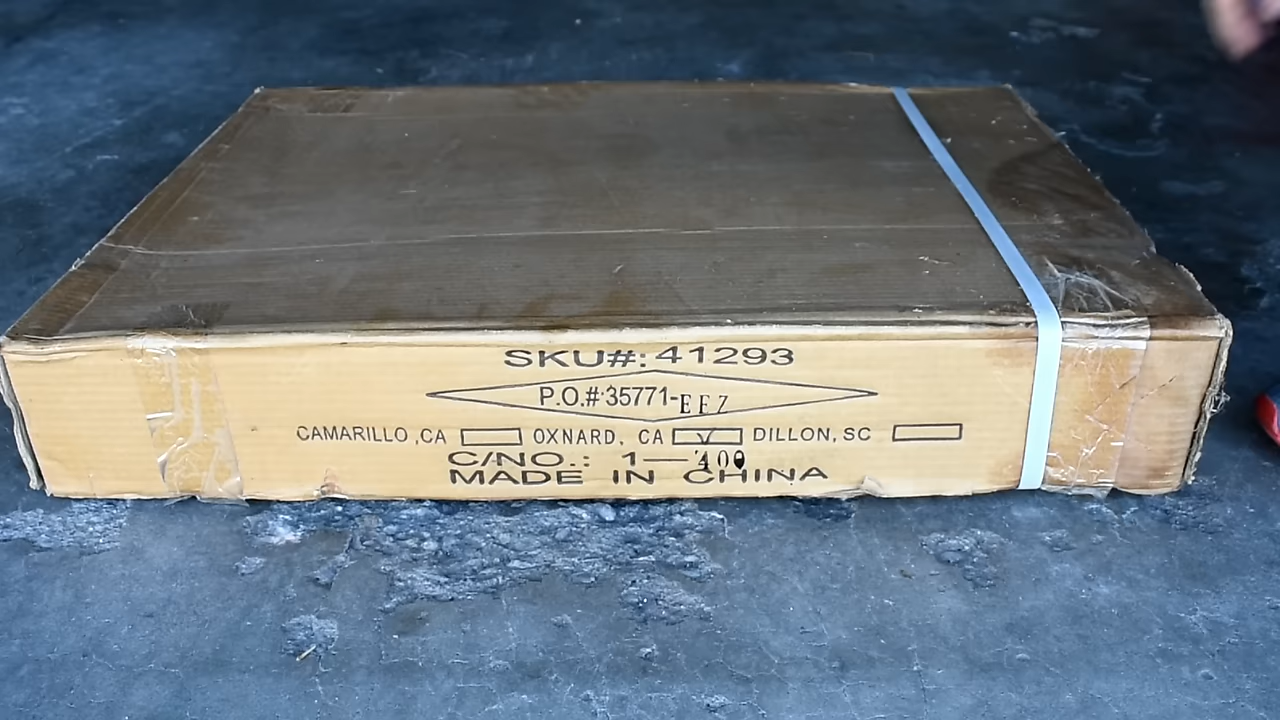 SKU#: 41293
P.O.# 35771-EFZ
CAMARILLO, CA OXNARD, CA V DILLON, SC
C/NO.: 1—400
MADE IN CHINA